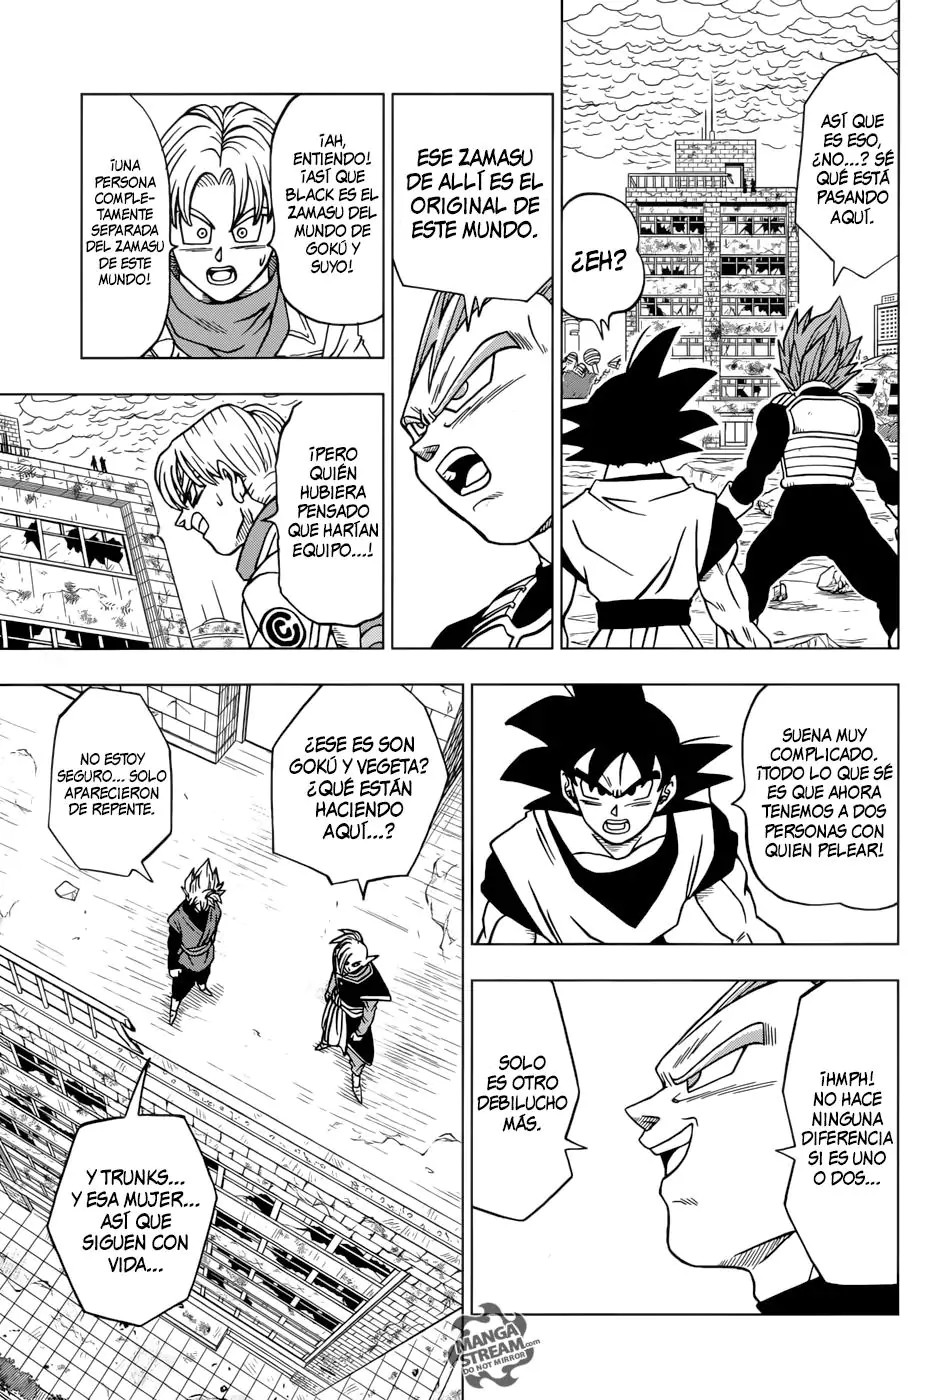 ASÍ QUE
ES ESO,
¿NO...? SÉ
QUÉ ESTÁ
PASANDO
AQUÍ.
¿EH?
ESE ZAMASU
DE ALLÍ ES EL
ORIGINAL DE
ESTE MUNDO.
¡AH,
ENTIENDO!
¡ASÍ QUE
BLACK ES EL
ZAMASU DEL
MUNDO DE
GOKÚ Y
SUYO!
¡UNA
PERSONA
COMPLE-
TAMENTE
SEPARADA
DEL ZAMASU
DE ESTE
MUNDO!
¡PERO
QUIÉN
HUBIERA
PENSADO
QUE HARÍAN
EQUIPO...!
SUENA MUY
COMPLICADO.
¡TODO LO QUE SÉ
ES QUE AHORA
TENEMOS A DOS
PERSONAS CON
QUIEN PELEAR!
¡HMPH!
NO HACE
NINGUNA
DIFERENCIA
SI ES UNO
O DOS...
SOLO
ES OTRO
DEBILUCHO
MÁS.
¿ESE ES SON
GOKÚ Y VEGETA?
¿QUÉ ESTÁN
HACIENDO
AQUÍ...?
NO ESTOY
SEGURO... SOLO
APARECIERON
DE REPENTE.
Y TRUNKS...
Y ESA MUJER...
ASÍ QUE
SIGUEN CON
VIDA...
MANGA
STREAM.com
DO NOT MIRROR!